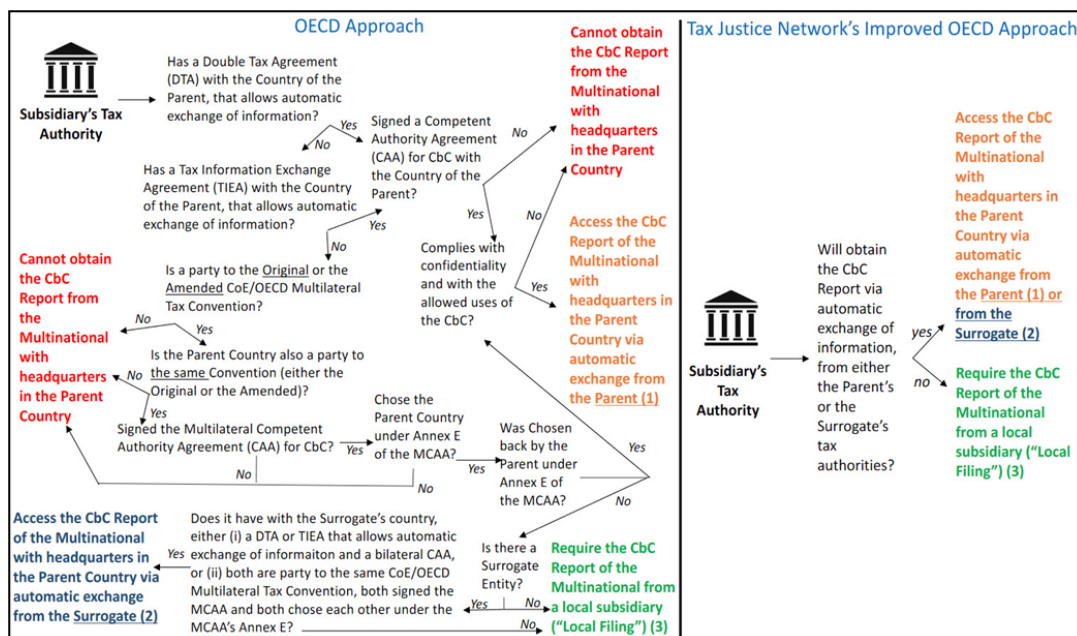 OECD Approach
Has a Double Tax Agreement
(DTA) with the Country of the
Parent, that allows automatic
exchange of information?
Subsidiary's Tax
Authority
Yes
No
Signed a Competent
Authority Agreement
(CAA) for CbC with
the Country of the
Parent?
No
Yes
Cannot obtain
the CbC Report
from the
Multinational
with
headquarters
in the Parent
Country
Has a Tax Information Exchange
Agreement (TIEA) with the Country
of the Parent, that allows automatic
exchange of information?
Yes
No
Complies with
confidentiality
and with the
allowed uses of
the CbC?
No
Yes
Access the CbC
Report of the
Multinational
with
headquarters in
the Parent
Country via
automatic
exchange from
the Parent (1)
Is a party to the Original or the
Amended CoE/OECD Multilateral
Tax Convention?
No
Yes
Cannot obtain
the CbC
Report from
the
Multinational
with
headquarters
in the Parent
Country
Is the Parent Country also a party to
the same Convention (either the
Original or the Amended)?
No
Yes
Signed the Multilateral Competent
Authority Agreement (CAA) for CbC?
Yes
No
Chose the
Parent Country
under Annex E
of the MCAA?
Yes
No
Was Chosen
back by the
Parent under
Annex E of
the MCAA?
Yes
No
Is there a
Surrogate
Entity?
Yes
No
Does it have with the Surrogate's country,
either (i) a DTA or TIEA that allows automatic
exchange of informaiton and a bilateral CAA,
or (ii) both are party to the same CoE/OECD
Multilateral Tax Convention, both signed the
MCAA and both chose each other under the
MCAA's Annex E?
Yes
No
Access the CbC Report
of the Multinational
with headquarters in
the Parent Country via
automatic exchange
from the Surrogate (2)
Require the CbC
Report of the
Multinational from
a local subsidiary
("Local Filing") (3)
Tax Justice Network's Improved OECD Approach
Subsidiary's Tax
Authority
Will obtain
the CbC
Report via
automatic
exchange of
information,
from either
the Parent's
or the
Surrogate's
tax
authorities?
yes
no
Access the CbC
Report of the
Multinational
with
headquarters in
the Parent
Country via
automatic
exchange from
the Parent (1) or
from the
Surrogate (2)
Require the CbC
Report of the
Multinational
from a local
subsidiary
("Local Filing") (3)